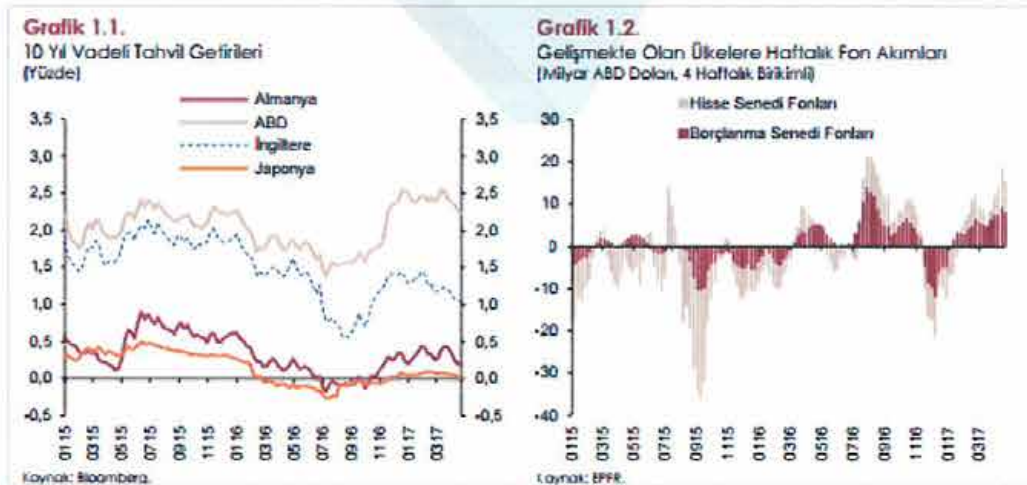 Grafik 1.1.
10 Yıl Vadeli Tahvil Getirileri
(Yüzde)
Almanya
ABD
İngiltere
Japonya
3,5 3,5
3,0 3,0
2,5 2,5
2,0 2,0
1,5 1,5
1,0 1,0
0,5 0,5
0,0 0,0
-0,5 -0,5
0115 0315 0515 0715 0915 1115 0116 0316 0516 0716 0916 1116 0117 0317
Kaynak: Bloomberg.
Grafik 1.2.
Gelişmekte Olan Ülkelere Haftalık Fon Akımları
(Milyar ABD Doları, 4 Haftalık Birikimli)
Hisse Senedi Fonları
Borçlanma Senedi Fonları
30
20
10
0
-10
-20
-30
-40
0115 0315 0515 0715 0915 1115 0116 0316 0516 0716 0916 1116 0117 0317
Kaynak: EPFR.